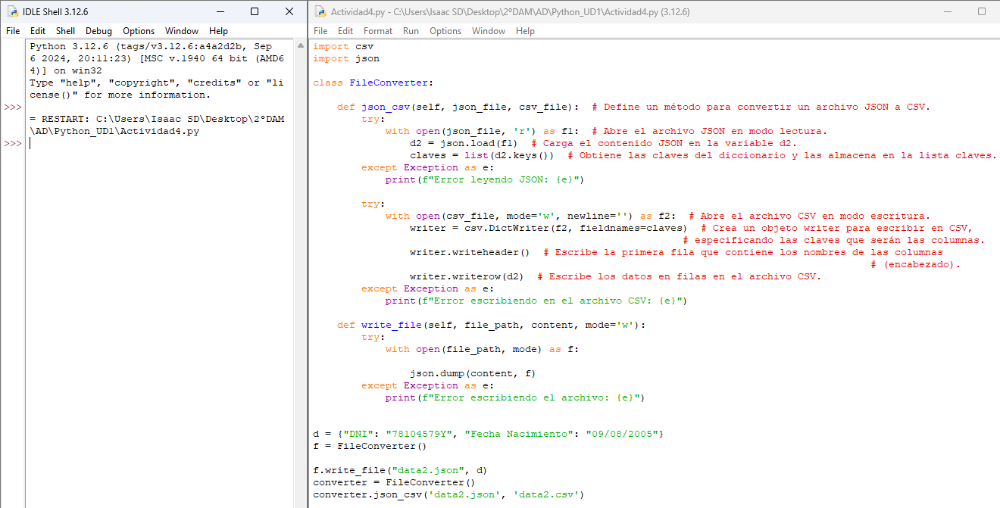 IDLE Shell 3.12.6
File Edit Shell Debug Options Window Help
Python 3.12.6 (tags/v3.12.6:a4a2d2b, Sep
6 2024, 20:11:23) [MSC v.1940 64 bit (AMD6
4)] on win32
Type "help", "copyright", "credits" or "li
cense()" for more information.
>>>
= RESTART: C:\Users\Isaac SD\Desktop\2ºDAM
\AD\Python_UD1\Actividad4.py
>>>
Actividad4.py - C:\Users\Isaac SD\Desktop\2ºDAM\AD\Python_UD1\Actividad4.py (3.12.6)
File Edit Format Run Options Window Help
import csv
import json
class FileConverter:
    def json_csv(self, json_file, csv_file):  # Define un método para convertir un archivo JSON a CSV.
        try:
            with open(json_file, 'r') as f1:  # Abre el archivo JSON en modo lectura.
                d2 = json.load(f1)  # Carga el contenido JSON en la variable d2.
                claves = list(d2.keys())  # Obtiene las claves del diccionario y las almacena en la lista claves.
        except Exception as e:
            print(f"Error leyendo JSON: {e}")
        try:
            with open(csv_file, mode='w', newline='') as f2:  # Abre el archivo CSV en modo escritura.
                writer = csv.DictWriter(f2, fieldnames=claves)  # Crea un objeto writer para escribir en CSV,
                                                             # especificando las claves que serán las columnas.
                writer.writeheader()  # Escribe la primera fila que contiene los nombres de las columnas
                                                                                            # (encabezado).
                writer.writerow(d2)  # Escribe los datos en filas en el archivo CSV.
        except Exception as e:
            print(f"Error escribiendo en el archivo CSV: {e}")
    def write_file(self, file_path, content, mode='w'):
        try:
            with open(file_path, mode) as f:
                json.dump(content, f)
        except Exception as e:
            print(f"Error escribiendo el archivo: {e}")
d = {"DNI": "78104579Y", "Fecha Nacimiento": "09/08/2005"}
f = FileConverter()
f.write_file("data2.json", d)
converter = FileConverter()
converter.json_csv('data2.json', 'data2.csv')